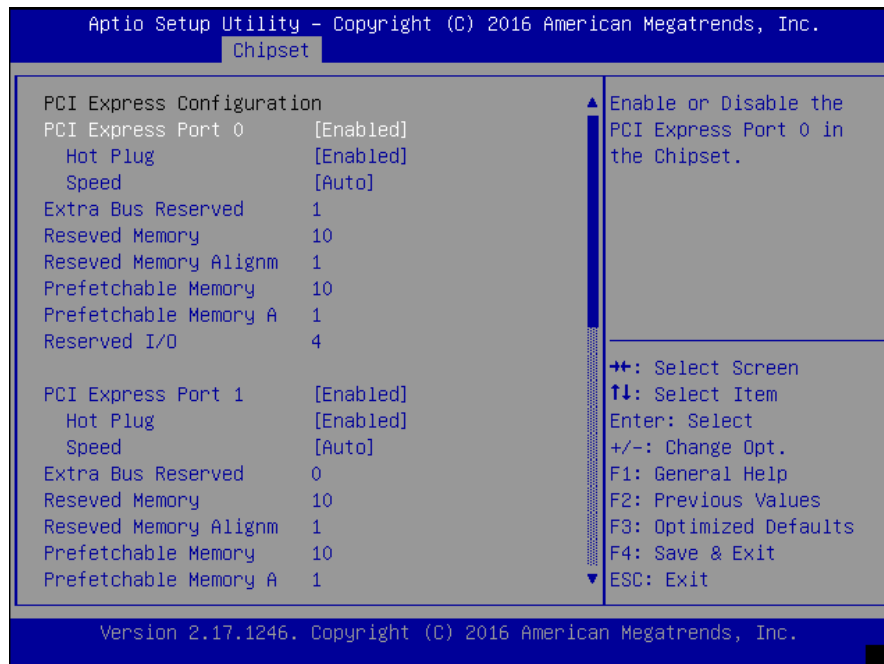 Aptio Setup Utility – Copyright (C) 2016 American Megatrends, Inc.
Chipset
PCI Express Configuration
PCI Express Port 0 [Enabled]
Hot Plug [Enabled]
Speed [Auto]
Extra Bus Reserved 1
Reseved Memory 10
Reseved Memory Alignm 1
Prefetchable Memory 10
Prefetchable Memory A 1
Reserved I/O 4
PCI Express Port 1 [Enabled]
Hot Plug [Enabled]
Speed [Auto]
Extra Bus Reserved 0
Reseved Memory 10
Reseved Memory Alignm 1
Prefetchable Memory 10
Prefetchable Memory A 1
Enable or Disable the
PCI Express Port 0 in
the Chipset.
→←: Select Screen
↑↓: Select Item
Enter: Select
+/-: Change Opt.
F1: General Help
F2: Previous Values
F3: Optimized Defaults
F4: Save & Exit
ESC: Exit
Version 2.17.1246. Copyright (C) 2016 American Megatrends, Inc.